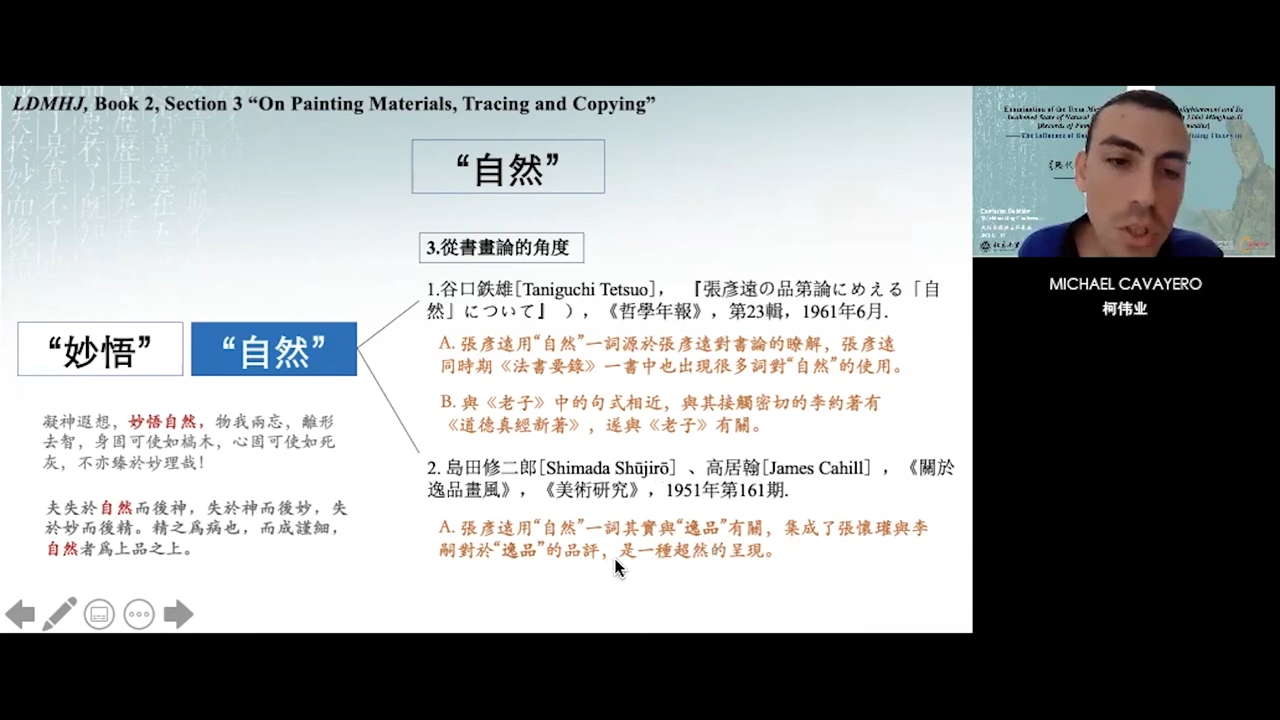 LDMHJ, Book 2, Section 3 “On Painting Materials, Tracing and Copying”
“自然”
3.從書畫論的角度
1.谷口鉄雄[Taniguchi Tetsuo]， 『張彥遠の品第論にめえる「自
然」について』 ），《哲學年報》，第23輯，1961年6月.
A. 張彥遠用“自然”一詞源於張彥遠對書論的瞭解，張彥遠
同時期《法書要錄》一書中也出現很多詞對“自然”的使用。
B. 與《老子》中的句式相近，與其接觸密切的李約著有
《道德真經新著》，遂與《老子》有關。
2. 島田修二郎[Shimada Shūjirō] 、高居翰[James Cahill] ，《關於
逸品畫風》，《美術研究》，1951年第161期.
A. 張彥遠用“自然”一詞其實與“逸品”有關，集成了張懷瓘與李
嗣對於“逸品”的品評，是一種超然的呈現。
“妙悟”
“自然”
凝神遐想，妙悟自然，物我兩忘，離形
去智，身固可使如槁木，心固可使如死
灰，不亦臻於妙理哉！
夫失於自然而後神，失於神而後妙，失
於妙而後精。精之爲病也，而成謹細，
自然者爲上品之上。
MICHAEL CAVAYERO
柯伟业